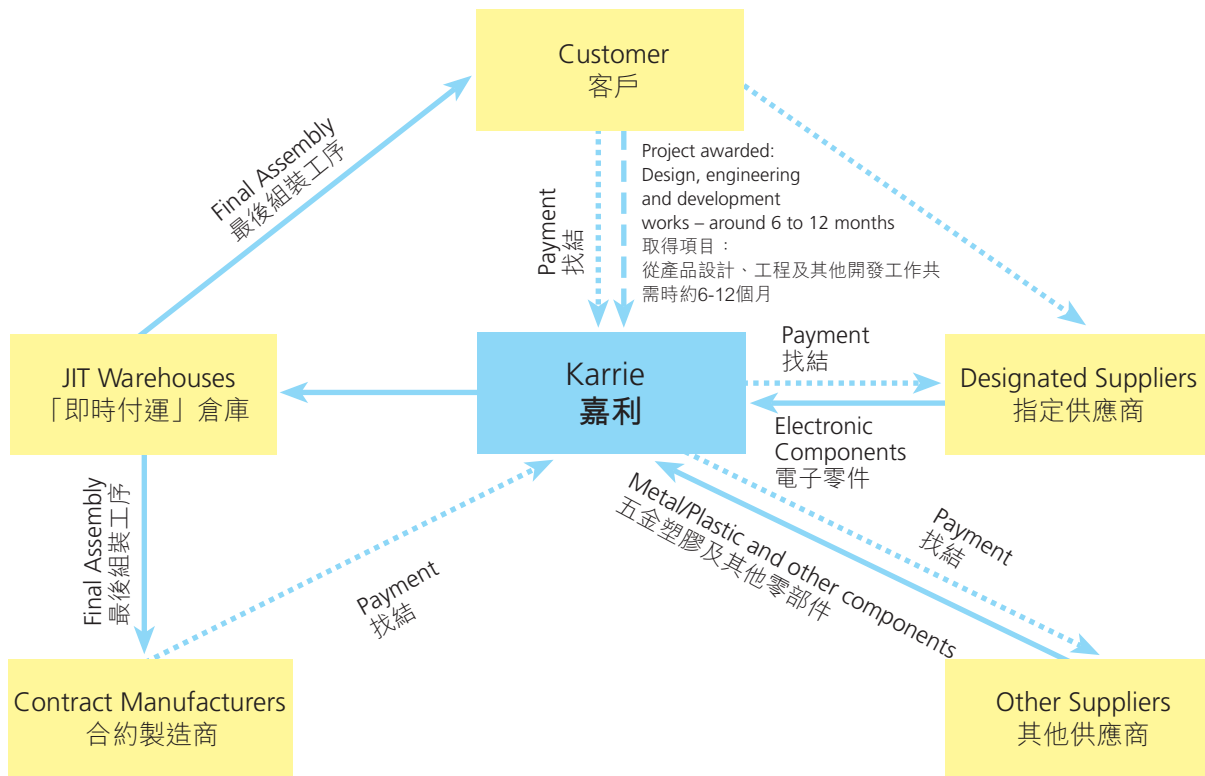 Customer
客戶
Final Assembly
最後組裝工序
Payment
找結
Project awarded:
Design, engineering
and development
works – around 6 to 12 months
取得項目：
從產品設計、工程及其他開發工作共
需時約6-12個月
JIT Warehouses
「即時付運」倉庫
Karrie
嘉利
Payment
找結
Designated Suppliers
指定供應商
Electronic
Components
電子零件
Final Assembly
最後組裝工序
Payment
找結
Metal/Plastic and other components
五金塑膠及其他零部件
Payment
找結
Contract Manufacturers
合約製造商
Other Suppliers
其他供應商